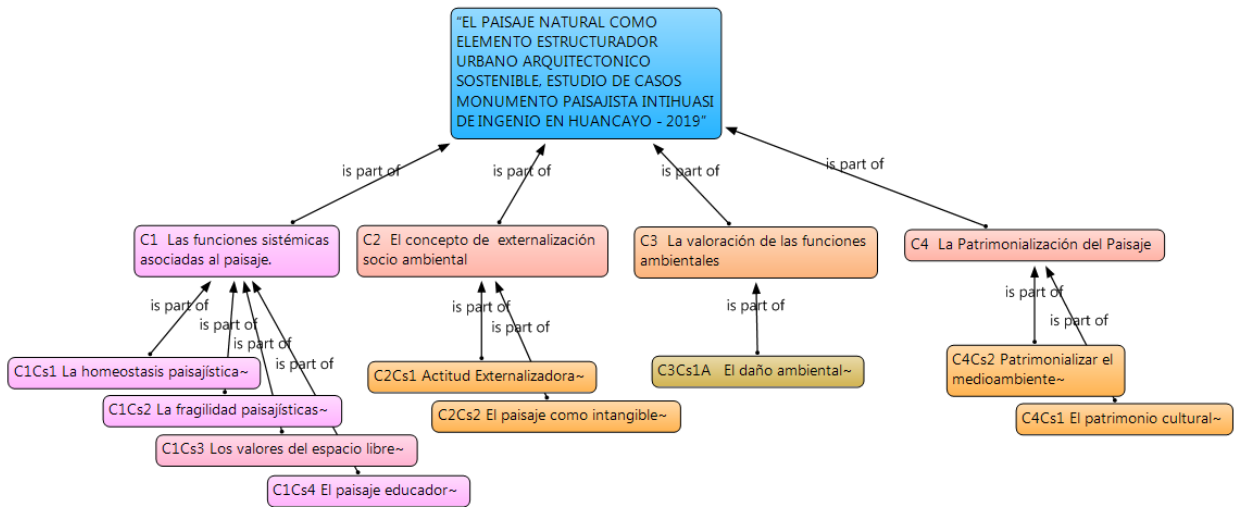 “EL PAISAJE NATURAL COMO
ELEMENTO ESTRUCTURADOR
URBANO ARQUITECTONICO
SOSTENIBLE, ESTUDIO DE CASOS
MONUMENTO PAISAJISTA INTIHUASI
DE INGENIO EN HUANCAYO - 2019”
is part of
is part of
is part of
is part of
C1 Las funciones sistémicas
asociadas al paisaje.
C2 El concepto de externalización
socio ambiental
C3 La valoración de las funciones
ambientales
C4 La Patrimonialización del Paisaje
is part of
is part of
is part of
is part of
is part of
is part of
is part of
is part of
is part of
C1Cs1 La homeostasis paisajística~
C1Cs2 La fragilidad paisajísticas~
C1Cs3 Los valores del espacio libre~
C1Cs4 El paisaje educador~
C2Cs1 Actitud Externalizadora~
C2Cs2 El paisaje como intangible~
C3Cs1A El daño ambiental~
C4Cs2 Patrimonializar el
medioambiente~
C4Cs1 El patrimonio cultural~